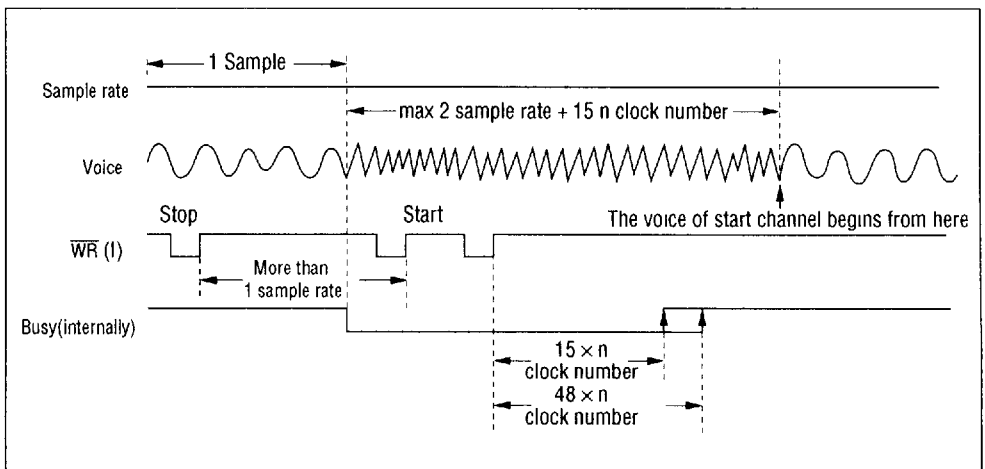 1 Sample
Sample rate
max 2 sample rate + 15 n clock number
Voice
Stop
Start
The voice of start channel begins from here
WR (I)
More than
1 sample rate
Busy(internally)
15 × n
clock number
48 × n
clock number